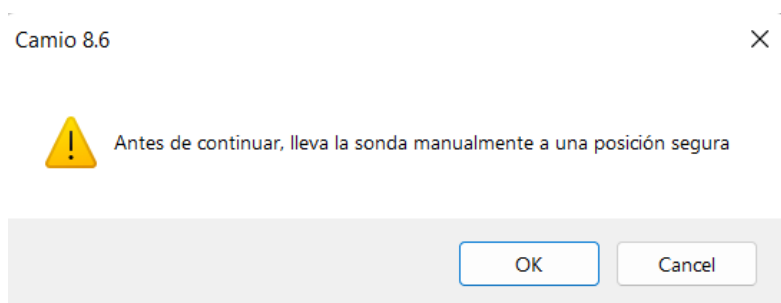 Camio 8.6
Antes de continuar, lleva la sonda manualmente a una posición segura
OK
Cancel